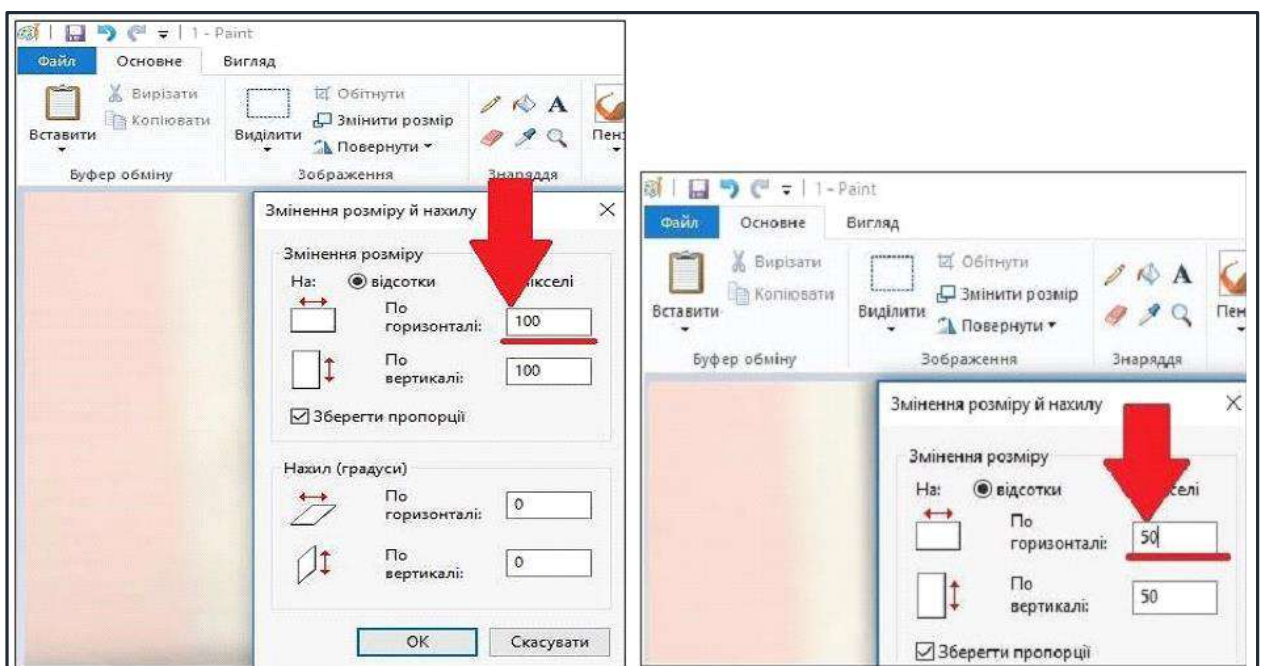 1 - Paint
Файл Основне Вигляд
Вирізати
Копіювати
Вставити
Обітнути
Змінити розмір
Повернути
Виділити
A
Буфер обміну Зображення Знаряддя
Змінення розміру й нахилу
Змінення розміру
На: відсотки
По горизонталі: 100
По вертикалі: 100
Зберегти пропорції
Нахил (градуси)
По горизонталі: 0
По вертикалі: 0
OK Скасувати
1 - Paint
Файл Основне Вигляд
Вирізати
Копіювати
Вставити
Обітнути
Змінити розмір
Повернути
Виділити
A
Буфер обміну Зображення Знаряддя
Змінення розміру й нахилу
Змінення розміру
На: відсотки
По горизонталі: 50
По вертикалі: 50
Зберегти пропорції